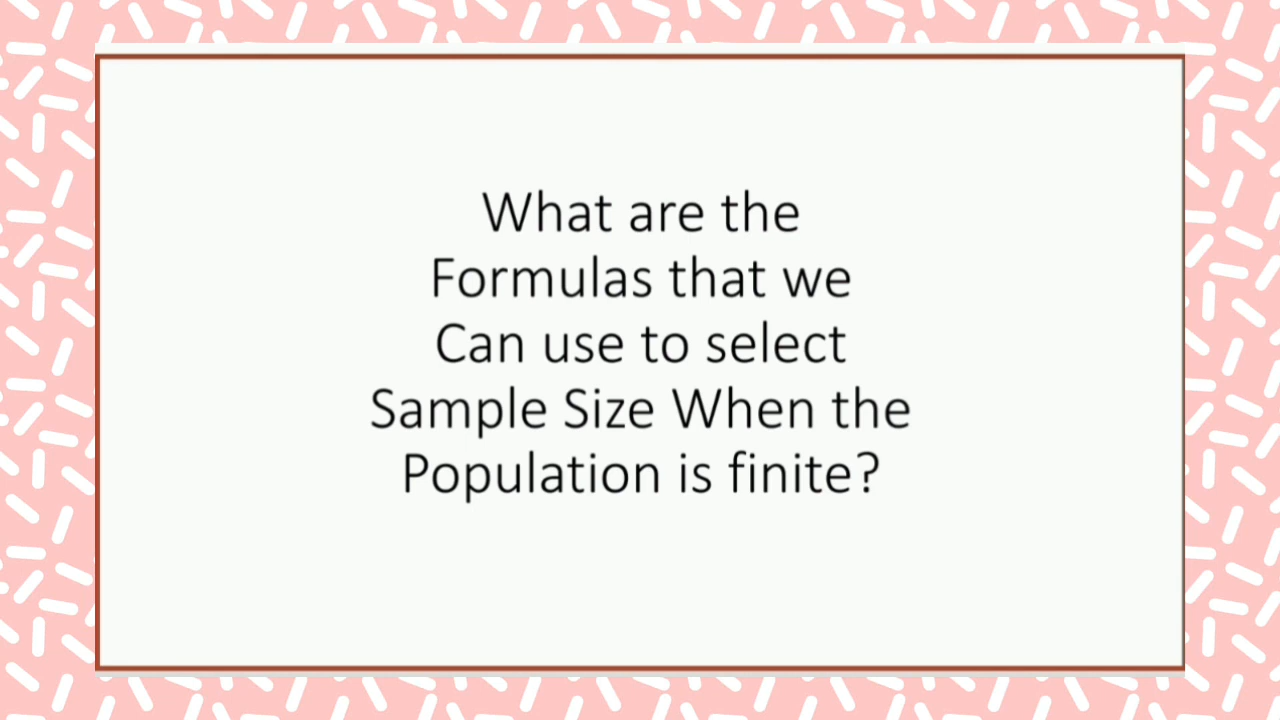 What are the
Formulas that we
Can use to select
Sample Size When the
Population is finite?